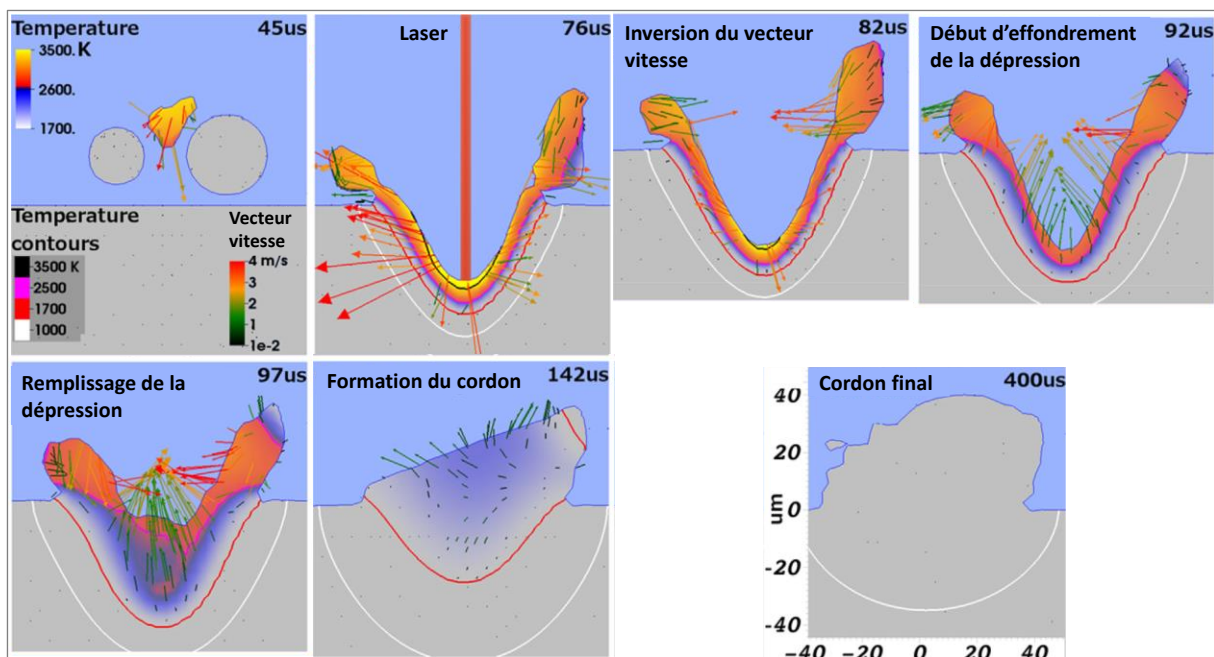 Temperature
45us
3500. K
2600.
1700.
Temperature
contours
3500 K
2500
1700
1000
Vecteur
vitesse
4 m/s
3
2
1
1e-2
Laser
76us
Inversion du vecteur
vitesse
82us
Début d’effondrement
de la dépression
92us
Remplissage de la
dépression
97us
Formation du cordon
142us
Cordon final
400us
40
20
0
-20
-40
um
-40 -20 0 20 40